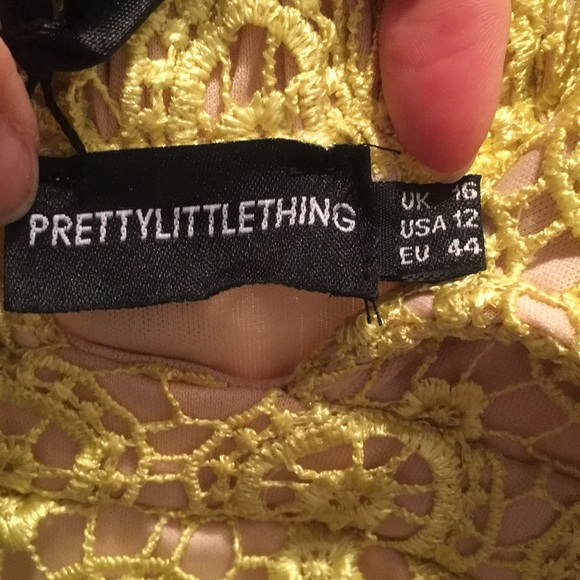 PRETTYLITTLETHING
UK 16
USA 12
EU 44